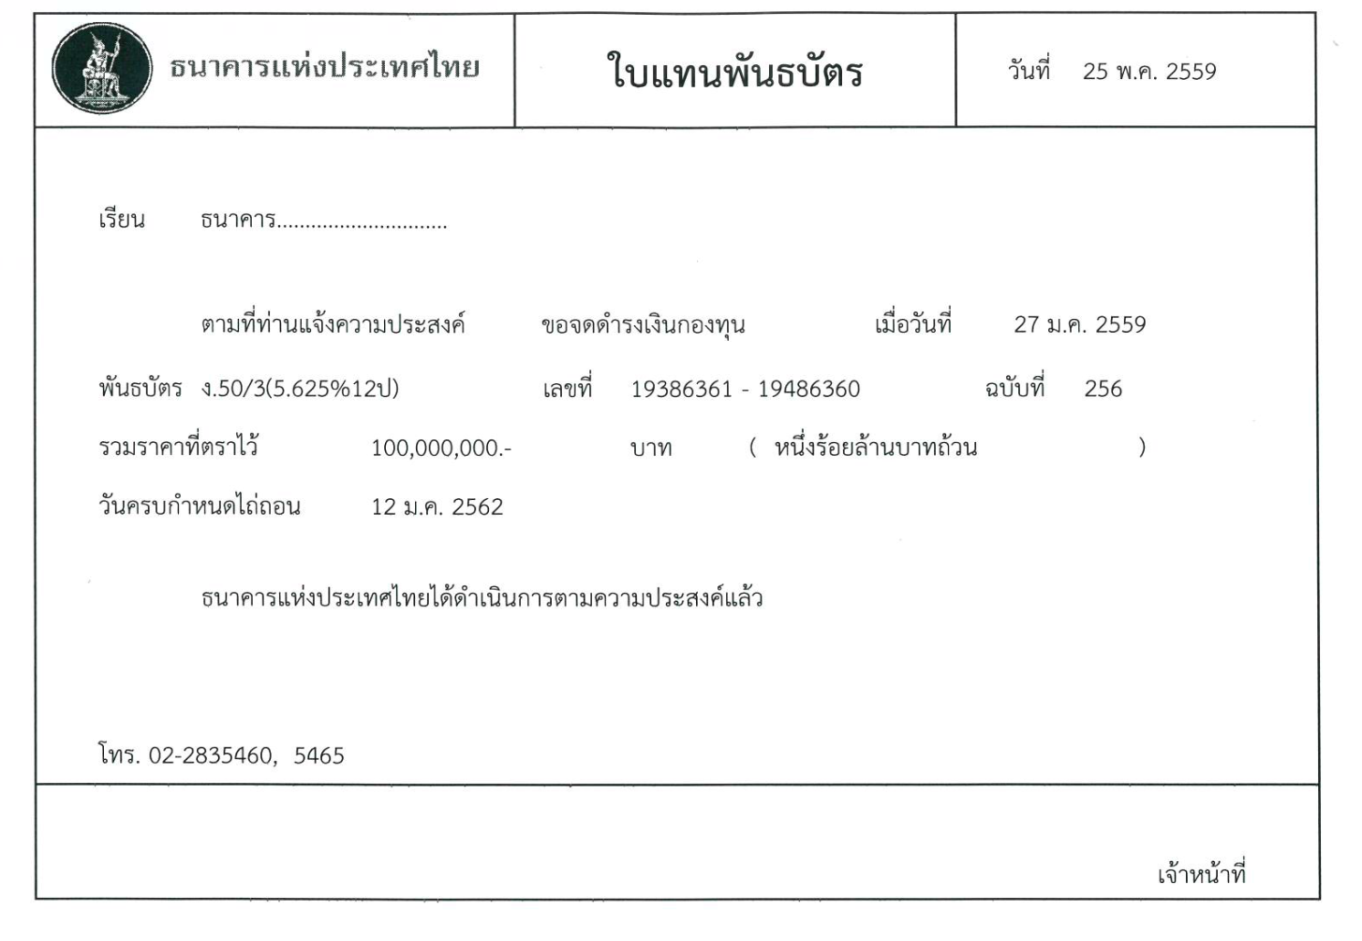 ธนาคารแห่งประเทศไทย ใบแทนพันธบัตร วันที่ 25 พ.ค. 2559
เรียน ธนาคาร..............................
ตามที่ท่านแจ้งความประสงค์ ขอจดดำรงเงินกองทุน เมื่อวันที่ 27 ม.ค. 2559
พันธบัตร ง.50/3(5.625%12ป) เลขที่ 19386361 - 19486360 ฉบับที่ 256
รวมราคาที่ตราไว้ 100,000,000.- บาท ( หนึ่งร้อยล้านบาทถ้วน )
วันครบกำหนดไถ่ถอน 12 ม.ค. 2562
ธนาคารแห่งประเทศไทยได้ดำเนินการตามความประสงค์แล้ว
โทร. 02-2835460, 5465
เจ้าหน้าที่